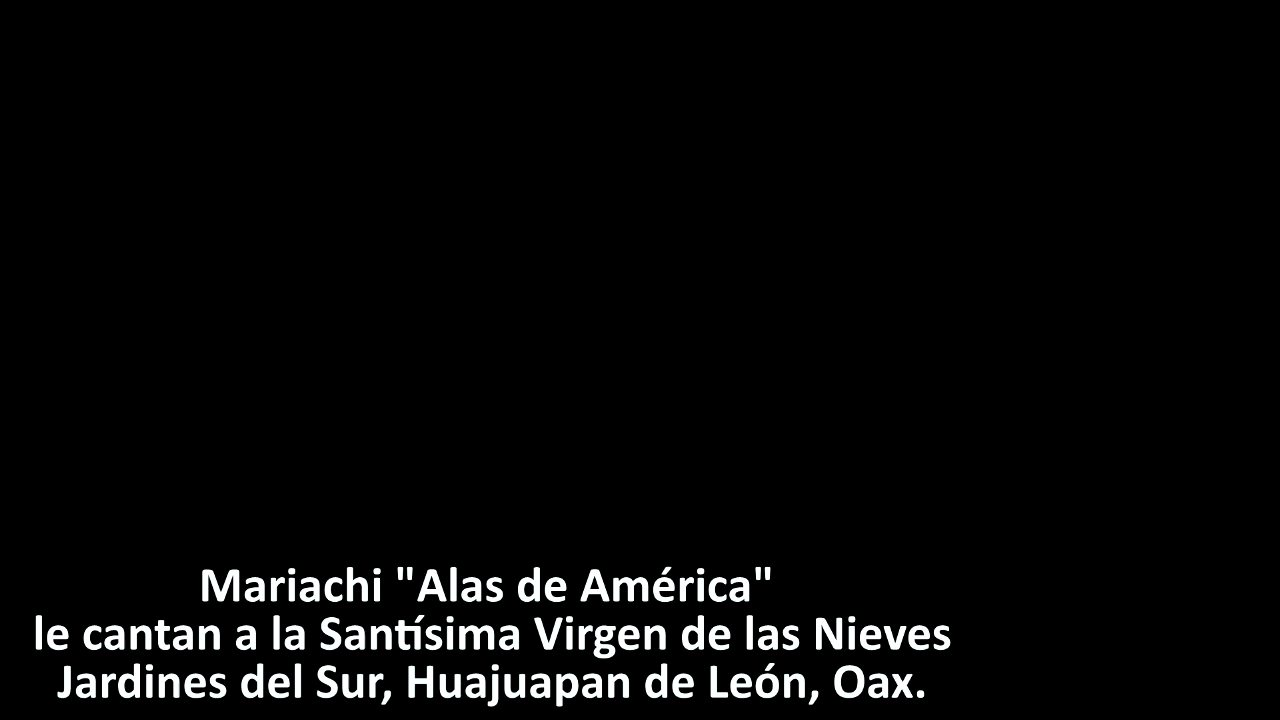 Mariachi "Alas de América"
le cantan a la Santísima Virgen de las Nieves
Jardines del Sur, Huajuapan de León, Oax.